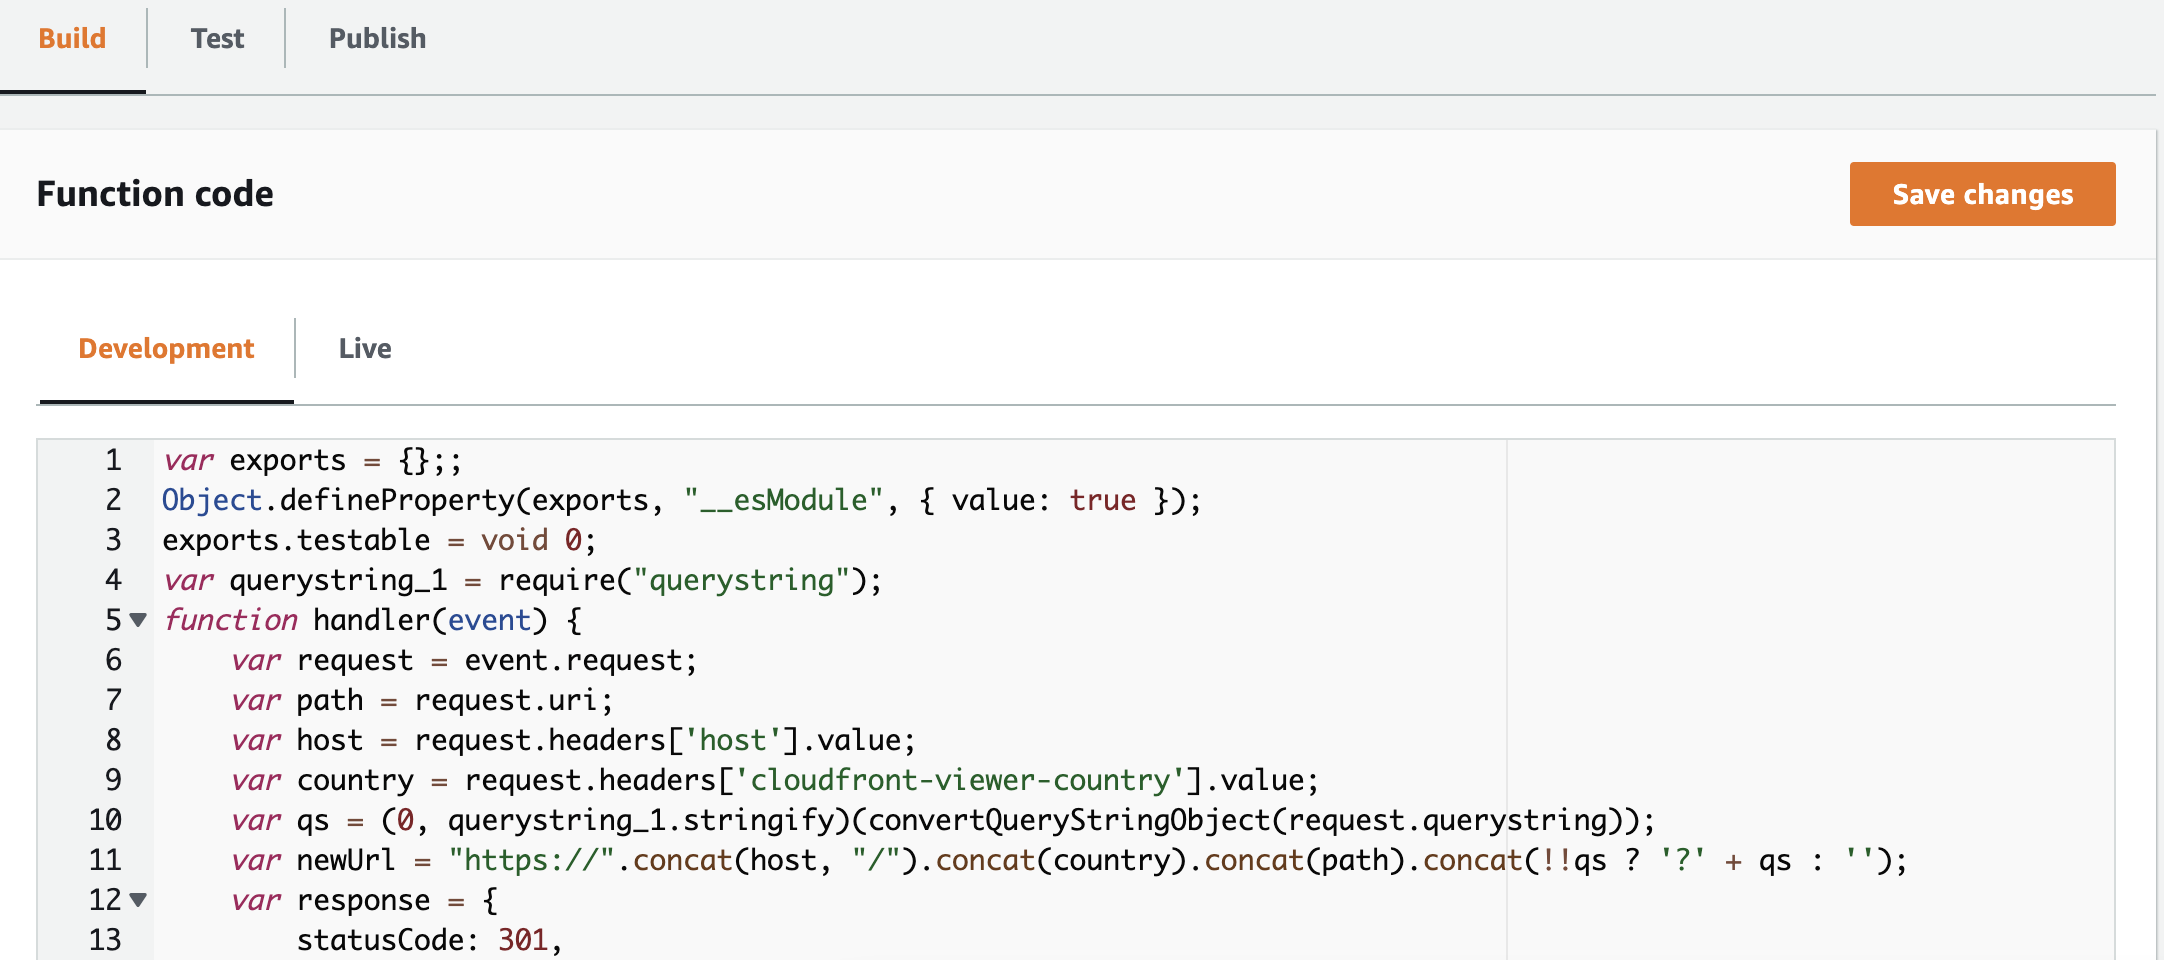 Build Test Publish
Function code Save changes
Development Live
1 var exports = {};;
2 Object.defineProperty(exports, "__esModule", { value: true });
3 exports.testable = void 0;
4 var querystring_1 = require("querystring");
5 function handler(event) {
6     var request = event.request;
7     var path = request.uri;
8     var host = request.headers['host'].value;
9     var country = request.headers['cloudfront-viewer-country'].value;
10     var qs = (0, querystring_1.stringify)(convertQueryStringObject(request.querystring));
11     var newUrl = "https://".concat(host, "/").concat(country).concat(path).concat(!!qs ? '?' + qs : '');
12     var response = {
13         statusCode: 301,